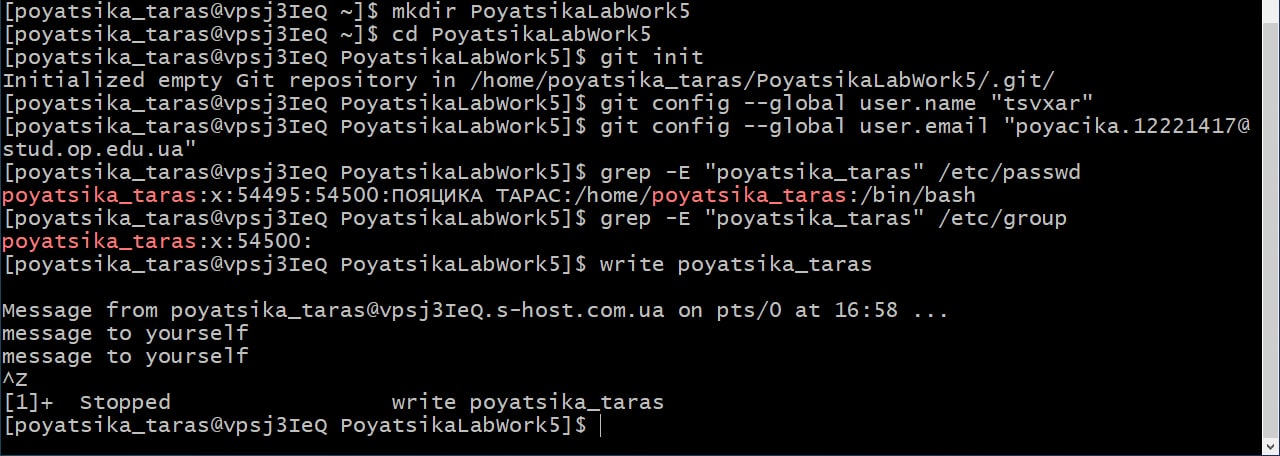 [poyatsika_taras@vpsj3IeQ ~]$ mkdir PoyatsikaLabWork5
[poyatsika_taras@vpsj3IeQ ~]$ cd PoyatsikaLabWork5
[poyatsika_taras@vpsj3IeQ PoyatsikaLabWork5]$ git init
Initialized empty Git repository in /home/poyatsika_taras/PoyatsikaLabWork5/.git/
[poyatsika_taras@vpsj3IeQ PoyatsikaLabWork5]$ git config --global user.name "tsvxar"
[poyatsika_taras@vpsj3IeQ PoyatsikaLabWork5]$ git config --global user.email "poyacika.12221417@
stud.op.edu.ua"
[poyatsika_taras@vpsj3IeQ PoyatsikaLabWork5]$ grep -E "poyatsika_taras" /etc/passwd
poyatsika_taras:x:54495:54500:ПОЯЦИКА ТАРАС:/home/poyatsika_taras:/bin/bash
[poyatsika_taras@vpsj3IeQ PoyatsikaLabWork5]$ grep -E "poyatsika_taras" /etc/group
poyatsika_taras:x:54500:
[poyatsika_taras@vpsj3IeQ PoyatsikaLabWork5]$ write poyatsika_taras
Message from poyatsika_taras@vpsj3IeQ.s-host.com.ua on pts/0 at 16:58 ...
message to yourself
message to yourself
^Z
[1]+  Stopped                 write poyatsika_taras
[poyatsika_taras@vpsj3IeQ PoyatsikaLabWork5]$